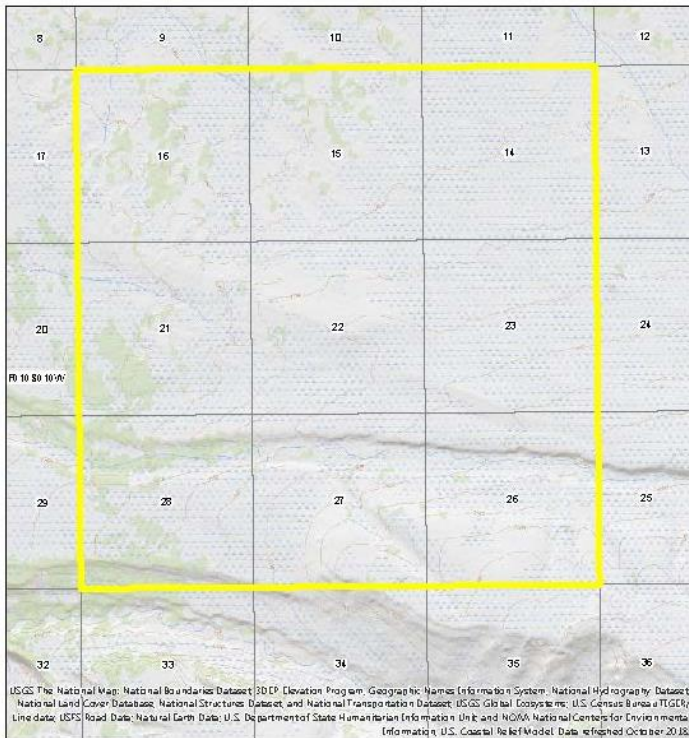 8 9 10 11 12
17 16 15 14 13
20 21 22 23 24
29 28 27 26 25
32 33 34 35 36
USGS The National Map: National Boundaries Dataset, 3DEP Elevation Program, Geographic Names Information System, National Hydrography Dataset,
National Land Cover Database, National Structures Dataset, and National Transportation Dataset; USGS Global Ecosystems; U.S. Census Bureau TIGER/
Line data; USFS Road Data; Natural Earth Data; U.S. Department of State Humanitarian Information Unit; and NOAA National Centers for Environmental
Information, U.S. Coastal Relief Model. Data refreshed October 2018